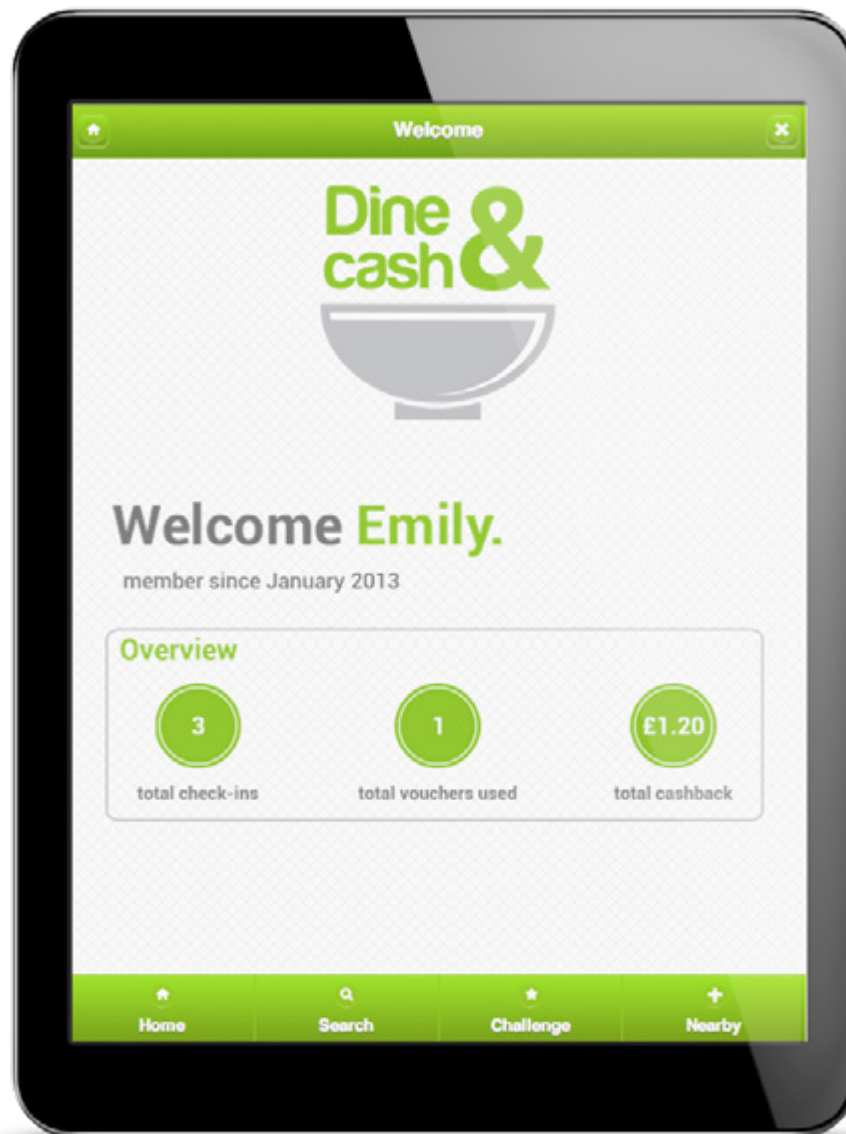 Welcome
Dine &
cash
Welcome Emily.
member since January 2013
Overview
3 1 £1.20
total check-ins total vouchers used total cashback
Home Search Challenge Nearby